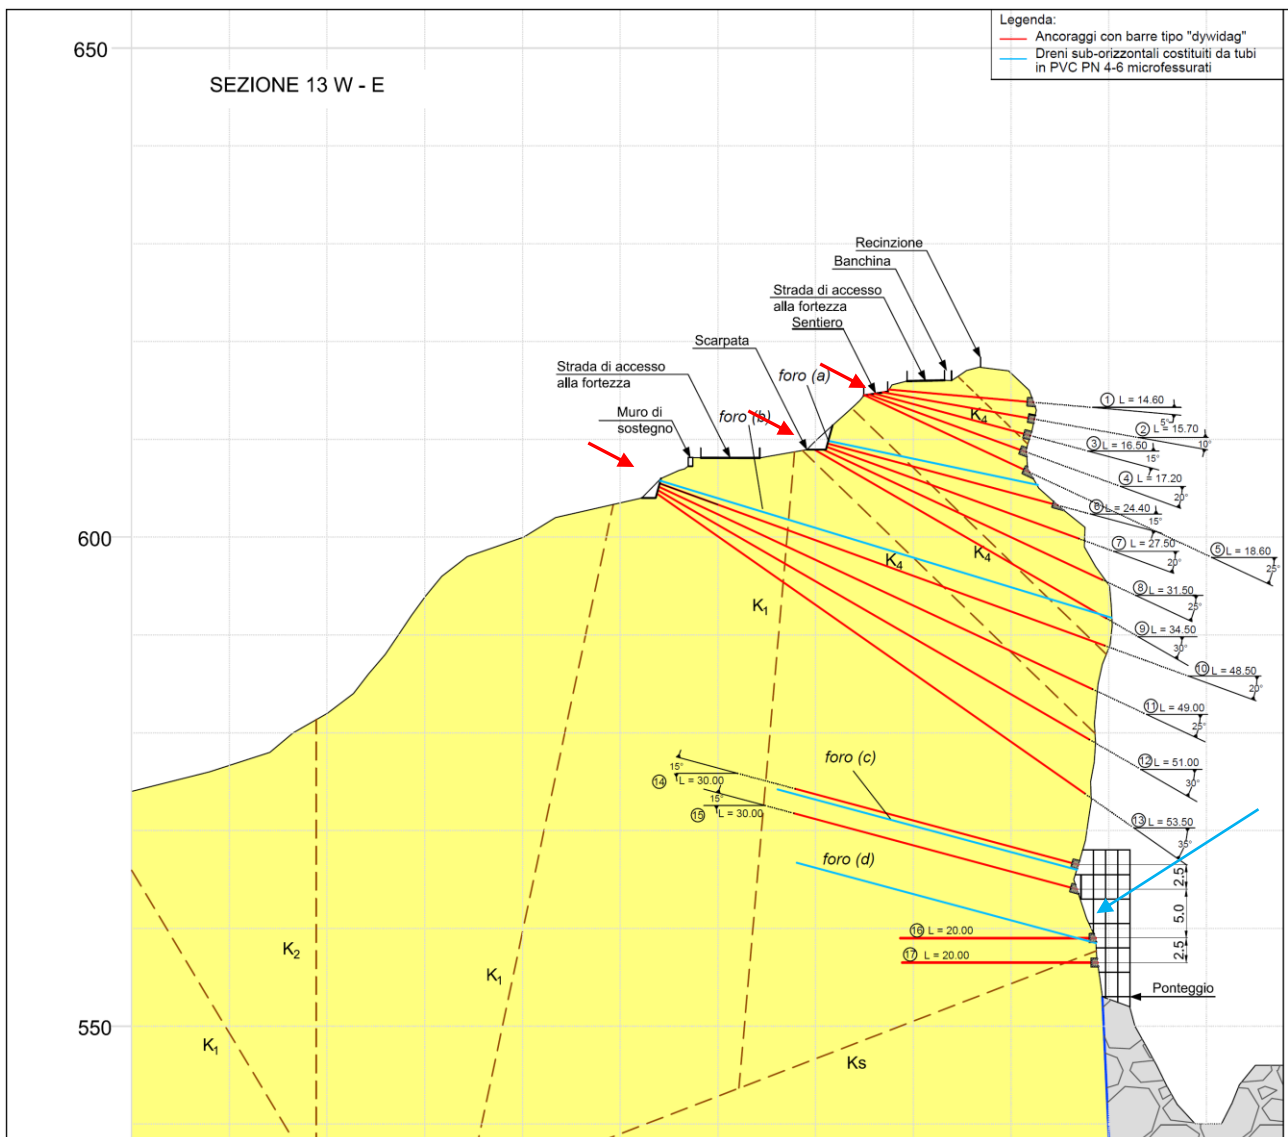 Legenda:
Ancoraggi con barre tipo "dywidag"
Dreni sub-orizzontali costituiti da tubi
in PVC PN 4-6 microfessurati
650
SEZIONE 13 W - E
Recinzione
Banchina
Strada di accesso
alla fortezza
Sentiero
Scarpata
foro (a)
Strada di accesso
alla fortezza
foro (b)
Muro di
sostegno
1 L = 14.60
5°
K4
2 L = 15.70
10°
3 L = 16.50
15°
4 L = 17.20
20°
6 L = 24.40
15°
600
7 L = 27.50
20°
5 L = 18.60
25°
K4
K4
8 L = 31.50
25°
K1
9 L = 34.50
30°
10 L = 48.50
20°
11 L = 49.00
25°
foro (c)
12 L = 51.00
30°
15°
14 L = 30.00
15°
15 L = 30.00
13 L = 53.50
35°
foro (d)
2.5
5.0
2.5
16 L = 20.00
17 L = 20.00
K2
K1
Ponteggio
550
K1
Ks